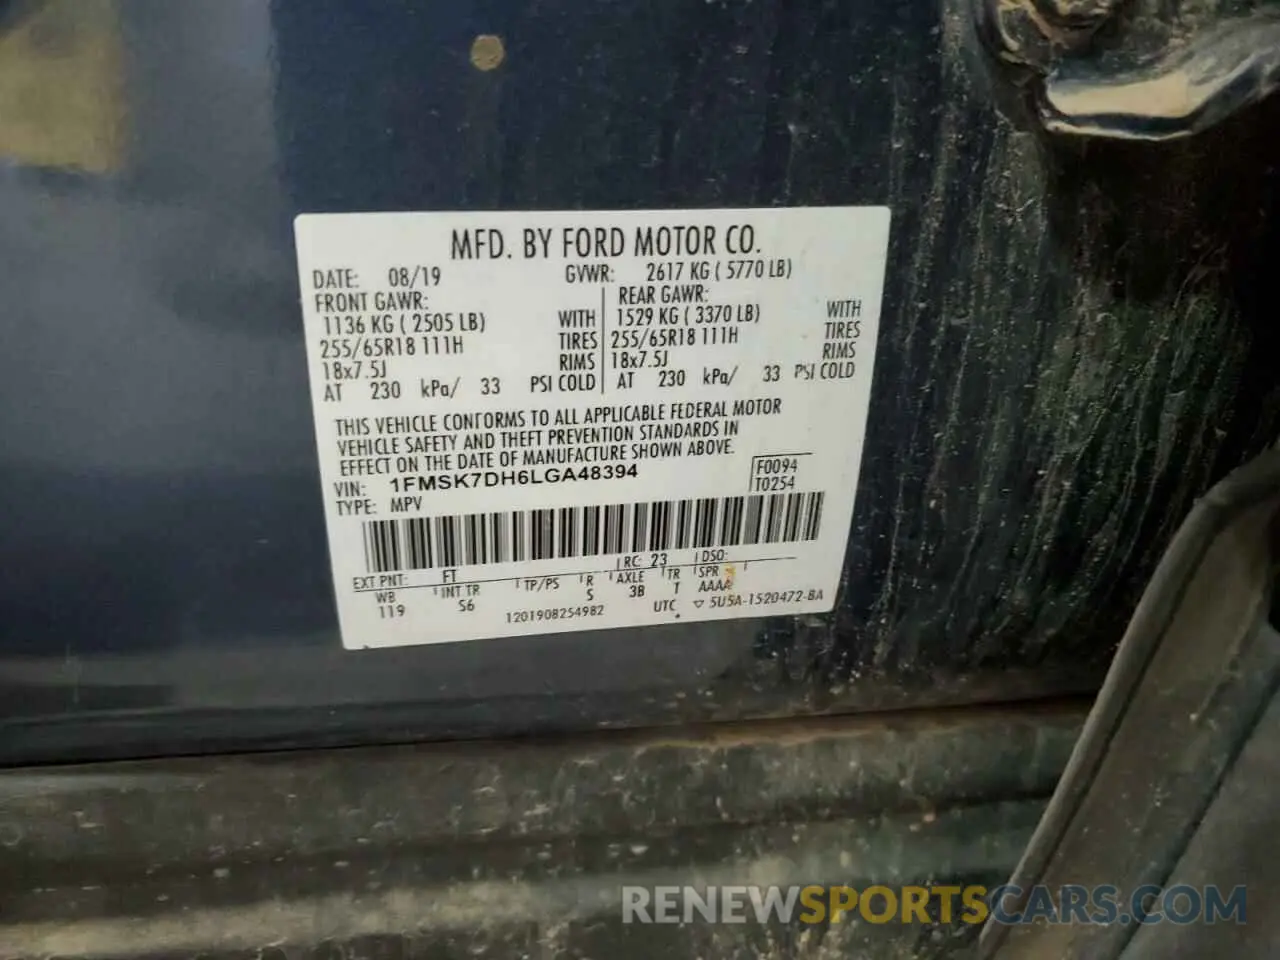 MFD. BY FORD MOTOR CO.
DATE: 08/19 GVWR: 2617 KG ( 5770 LB)
FRONT GAWR: REAR GAWR:
1136 KG ( 2505 LB) WITH 1529 KG ( 3370 LB) WITH
255/65R18 111H TIRES 255/65R18 111H TIRES
18x7.5J RIMS 18x7.5J RIMS
AT 230 kPa/ 33 PSI COLD AT 230 kPa/ 33 PSI COLD
THIS VEHICLE CONFORMS TO ALL APPLICABLE FEDERAL MOTOR
VEHICLE SAFETY AND THEFT PREVENTION STANDARDS IN
EFFECT ON THE DATE OF MANUFACTURE SHOWN ABOVE.
VIN: 1FMSK7DH6LGA48394 F0094
TYPE: MPV T0254
EXT PNT: FT RC: 23 DSO:
WB INT TR TP/PS R AXLE TR SPR
119 S6 S 3B T AAAA
1201908254982 UTC ▽ 5U5A-1520472-BA
RENEWSPORTSCARS.COM